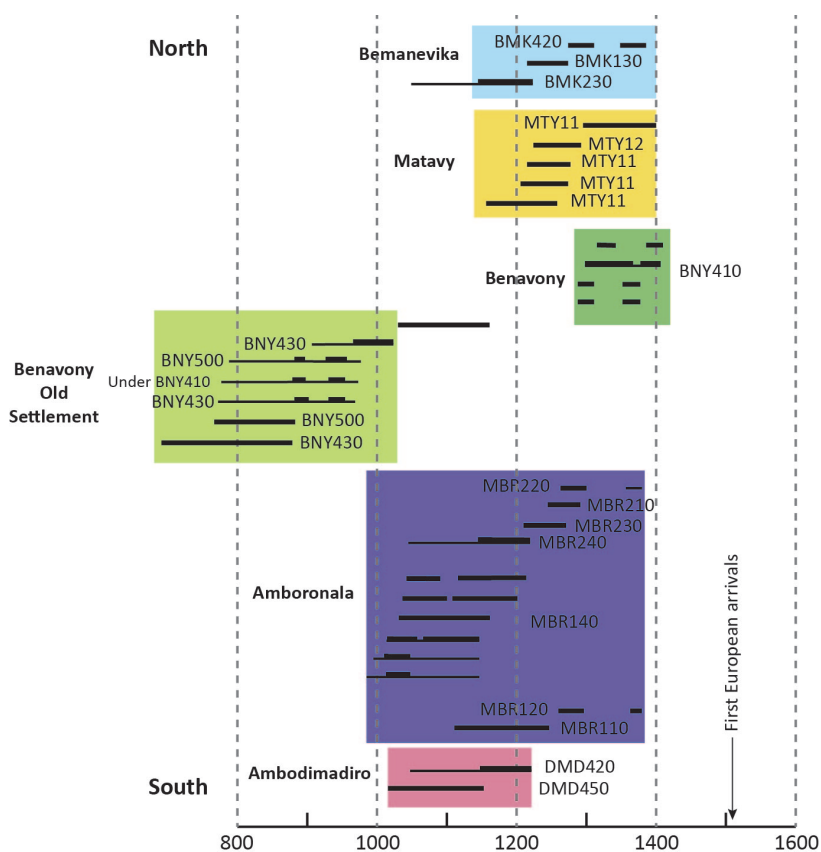 North
BMK420
Bemanevika
BMK130
BMK230
MTY11
MTY12
Matavy
MTY11
MTY11
MTY11
Benavony
BNY410
BNY430
BNY500
Benavony
Old
Settlement
Under BNY410
BNY430
BNY500
BNY430
MBR220
MBR210
MBR230
MBR240
Amboronala
MBR140
MBR120
MBR110
First European arrivals
Ambodimadiro
DMD420
South
DMD450
800
1000
1200
1400
1600